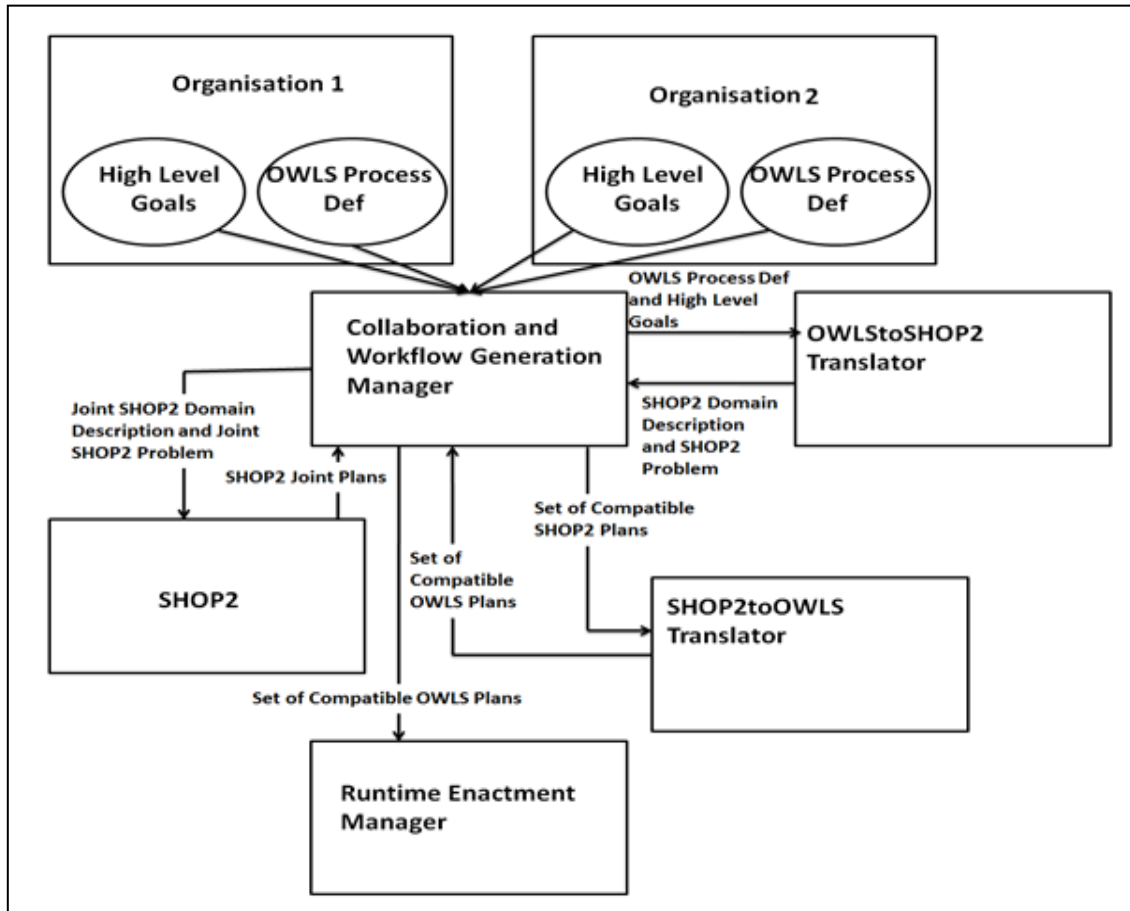 Organisation 1
High Level
Goals
OWLS Process
Def
Organisation 2
High Level
Goals
OWLS Process
Def
OWLS Process Def
and High Level
Goals
Collaboration and
Workflow Generation
Manager
OWLStoSHOP2
Translator
SHOP2 Domain
Description
and SHOP2
Problem
Joint SHOP2 Domain
Description and Joint
SHOP2 Problem
SHOP2 Joint Plans
Set of Compatible
SHOP2 Plans
Set of
Compatible
OWLS Plans
SHOP2
SHOP2toOWLS
Translator
Set of Compatible OWLS Plans
Runtime Enactment
Manager